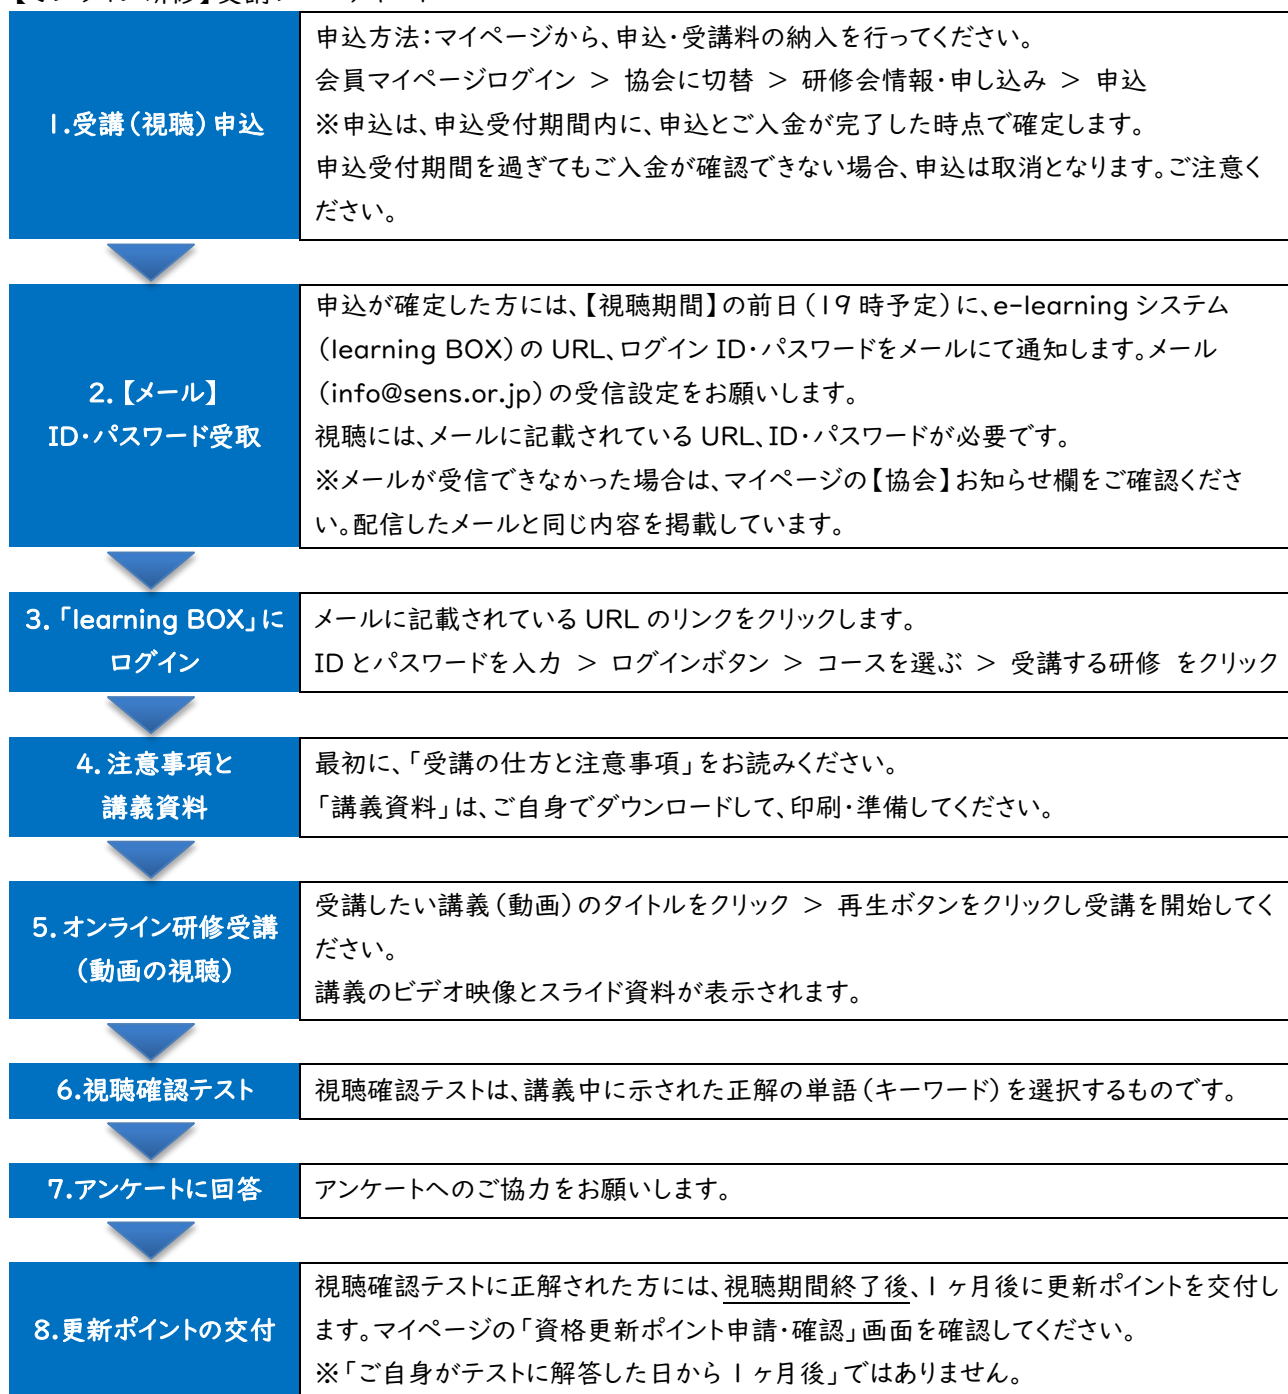 1.受講(視聴)申込
申込方法:マイページから、申込・受講料の納入を行ってください。
会員マイページログイン > 協会に切替 > 研修会情報・申し込み > 申込
※申込は、申込受付期間内に、申込とご入金が完了した時点で確定します。
申込受付期間を過ぎてもご入金が確認できない場合、申込は取消となります。ご注意く
ださい。
2.【メール】
ID・パスワード受取
申込が確定した方には、【視聴期間】の前日(19時予定)に、e-learning システム
(learning BOX)の URL、ログイン ID・パスワードをメールにて通知します。メール
(info@sens.or.jp)の受信設定をお願いします。
視聴には、メールに記載されている URL、ID・パスワードが必要です。
※メールが受信できなかった場合は、マイページの【協会】お知らせ欄をご確認くださ
い。配信したメールと同じ内容を掲載しています。
3.「learning BOX」に
ログイン
メールに記載されている URL のリンクをクリックします。
ID とパスワードを入力 > ログインボタン > コースを選ぶ > 受講する研修 をクリック
4.注意事項と
講義資料
最初に、「受講の仕方と注意事項」をお読みください。
「講義資料」は、ご自身でダウンロードして、印刷・準備してください。
5.オンライン研修受講
(動画の視聴)
受講したい講義(動画)のタイトルをクリック > 再生ボタンをクリックし受講を開始してく
ださい。
講義のビデオ映像とスライド資料が表示されます。
6.視聴確認テスト
視聴確認テストは、講義中に示された正解の単語(キーワード)を選択するものです。
7.アンケートに回答
アンケートへのご協力をお願いします。
8.更新ポイントの交付
視聴確認テストに正解された方には、視聴期間終了後、1ヶ月後に更新ポイントを交付し
ます。マイページの「資格更新ポイント申請・確認」画面を確認してください。
※「ご自身がテストに解答した日から1ヶ月後」ではありません。